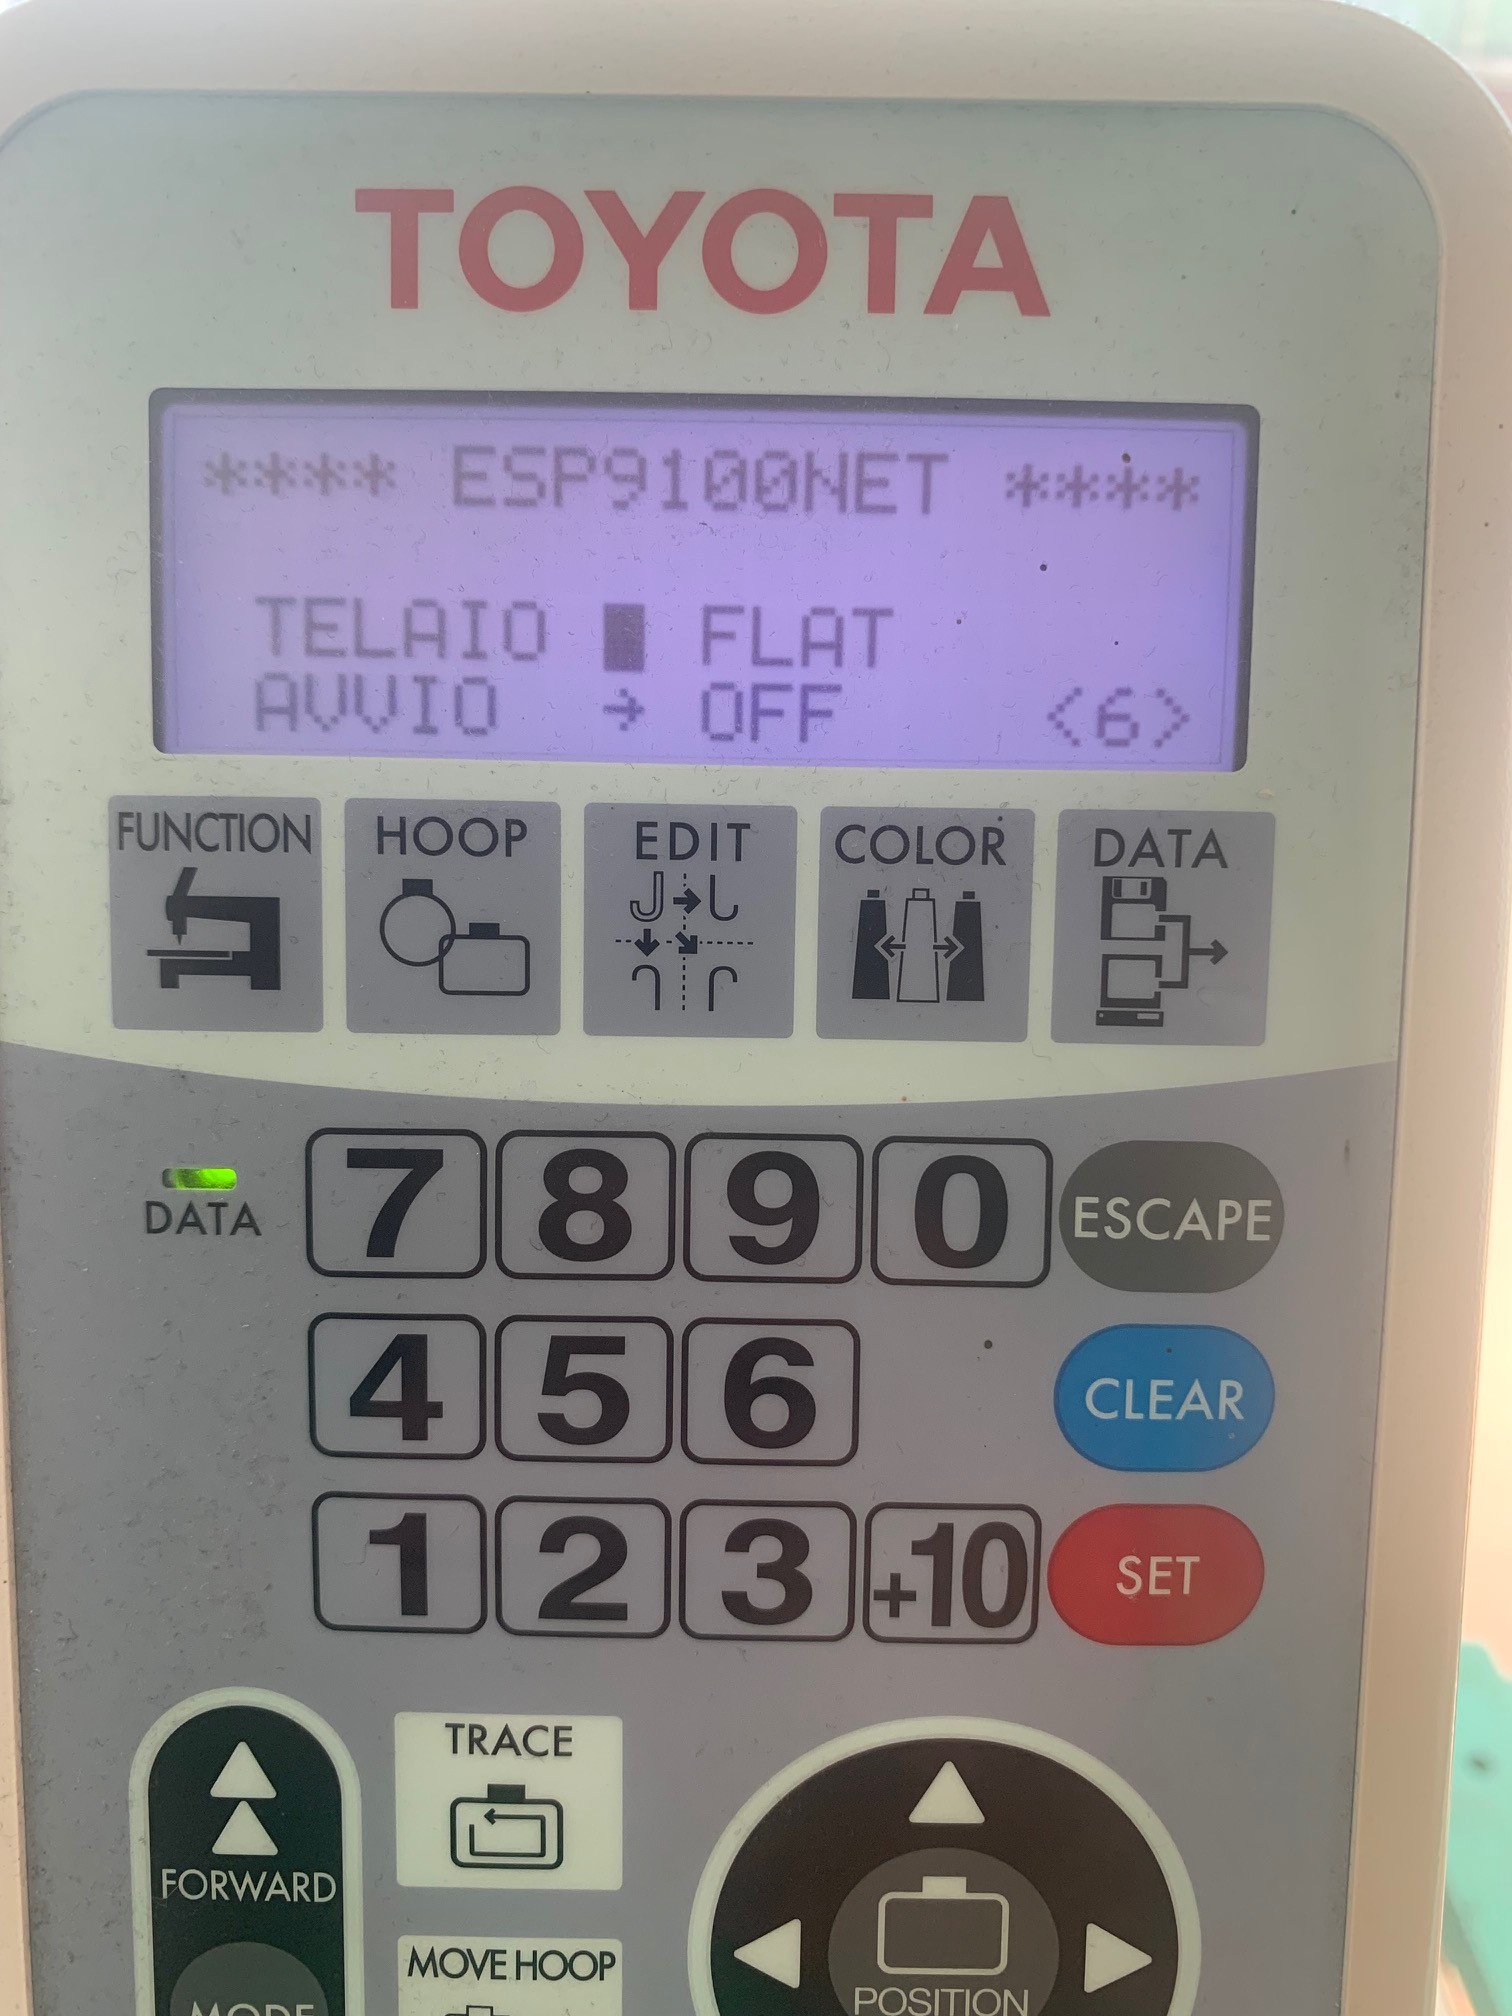 TOYOTA
**** ESP9100NET ****
TELAIO █ FLAT
AVVIO → OFF <6>
FUNCTION HOOP EDIT COLOR DATA
DATA
7 8 9 0 ESCAPE
4 5 6 CLEAR
1 2 3 +10 SET
TRACE
FORWARD
MOVE HOOP
MODE
POSITION